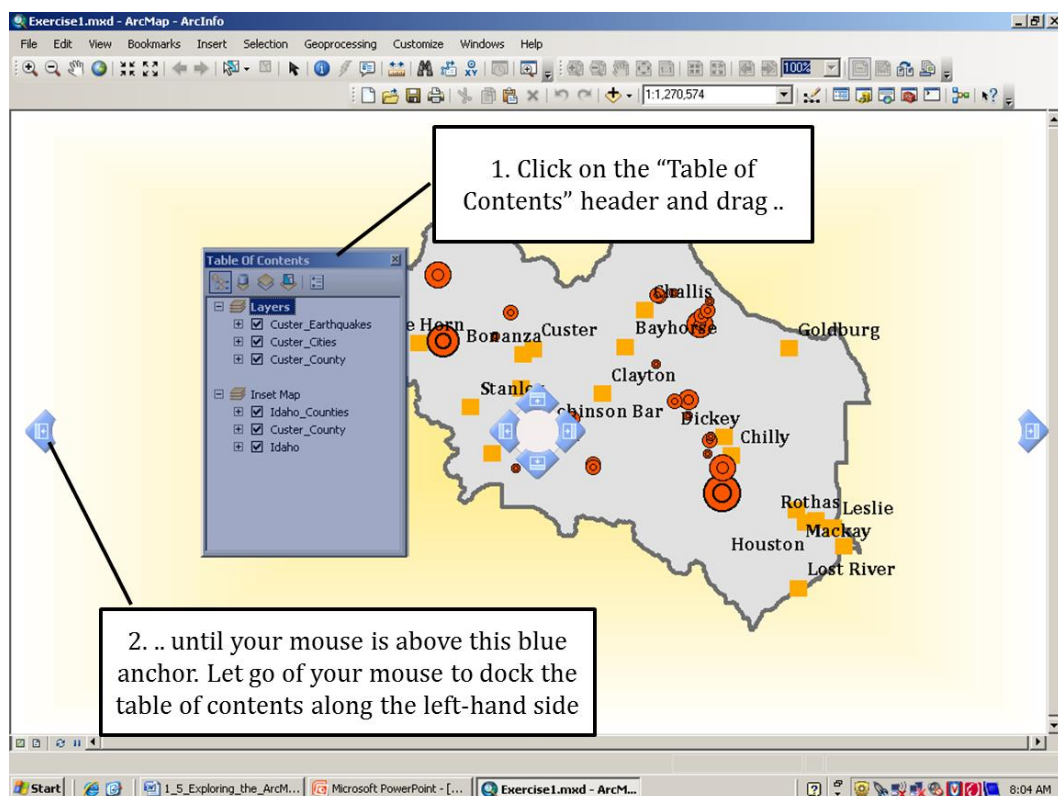 Exercise1.mxd - ArcMap - ArcInfo
File Edit View Bookmarks Insert Selection Geoprocessing Customize Windows Help
100%
1:1,270,574
1. Click on the “Table of
Contents” header and drag ..
Table Of Contents
Layers
Custer_Earthquakes
Custer_Cities
Custer_County
Inset Map
Idaho_Counties
Custer_County
Idaho
Challis
e Horn
Bonanza
Custer
Bayhorse
Goldburg
Clayton
Stanley
binson Bar
Dickey
Chilly
Rothas
Leslie
Mackay
Houston
Lost River
2. .. until your mouse is above this blue
anchor. Let go of your mouse to dock the
table of contents along the left-hand side
Start
1_5_Exploring_the_ArcM...
Microsoft PowerPoint - [...
Exercise1.mxd - ArcM...
8:04 AM